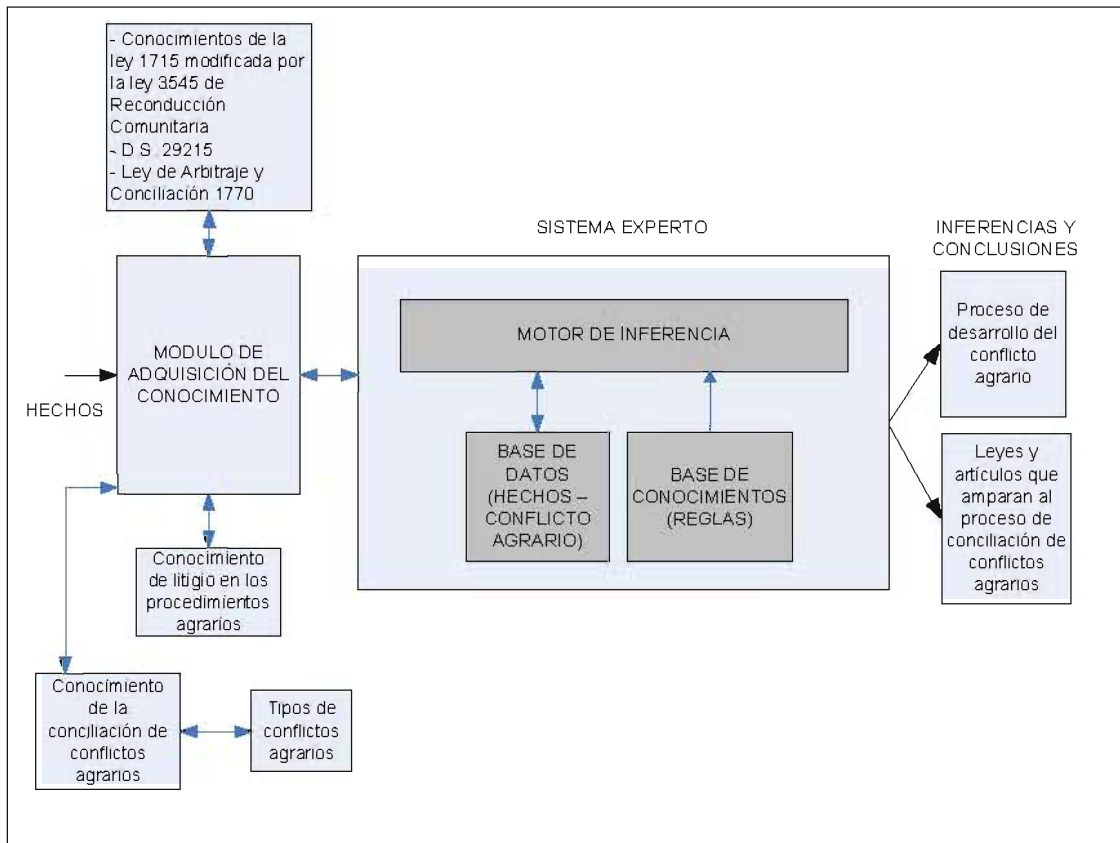 - Conocimientos de la
ley 1715 modificada por
la ley 3545 de
Reconducción
Comunitaria
- D.S. 29215
- Ley de Arbitraje y
Conciliación 1770
SISTEMA EXPERTO
INFERENCIAS Y
CONCLUSIONES
MODULO DE
ADQUISICIÓN DEL
CONOCIMIENTO
HECHOS
MOTOR DE INFERENCIA
BASE DE
DATOS
(HECHOS –
CONFLICTO
AGRARIO)
BASE DE
CONOCIMIENTOS
(REGLAS)
Proceso de
desarrollo del
conflicto
agrario
Leyes y
artículos que
amparan al
proceso de
conciliación de
conflictos
agrarios
Conocimiento
de litigio en los
procedimientos
agrarios
Conocimiento
de la
conciliación de
conflictos
agrarios
Tipos de
conflictos
agrarios